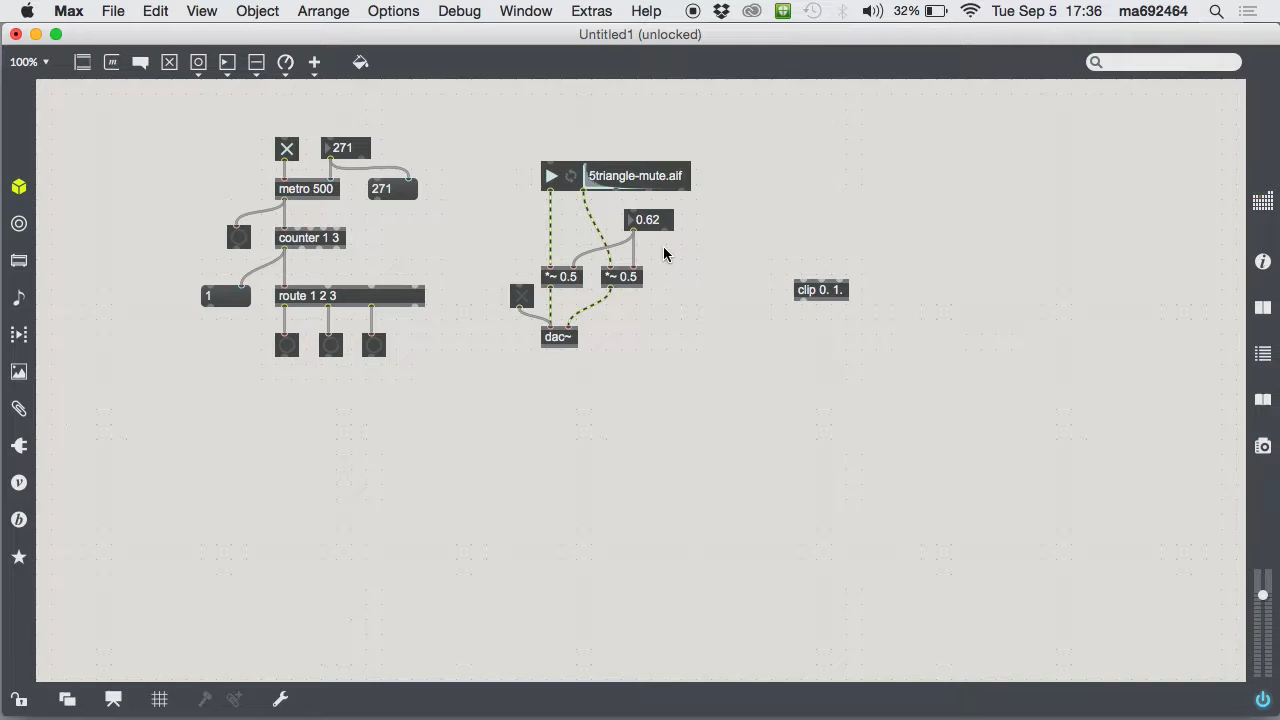 Max File Edit View Object Arrange Options Debug Window Extras Help 32% Tue Sep 5 17:36 ma692464
Untitled1 (unlocked)
100%
271
5triangle-mute.aif
metro 500 271
0.62
counter 1 3
*~ 0.5 *~ 0.5
clip 0. 1.
1 route 1 2 3
dac~